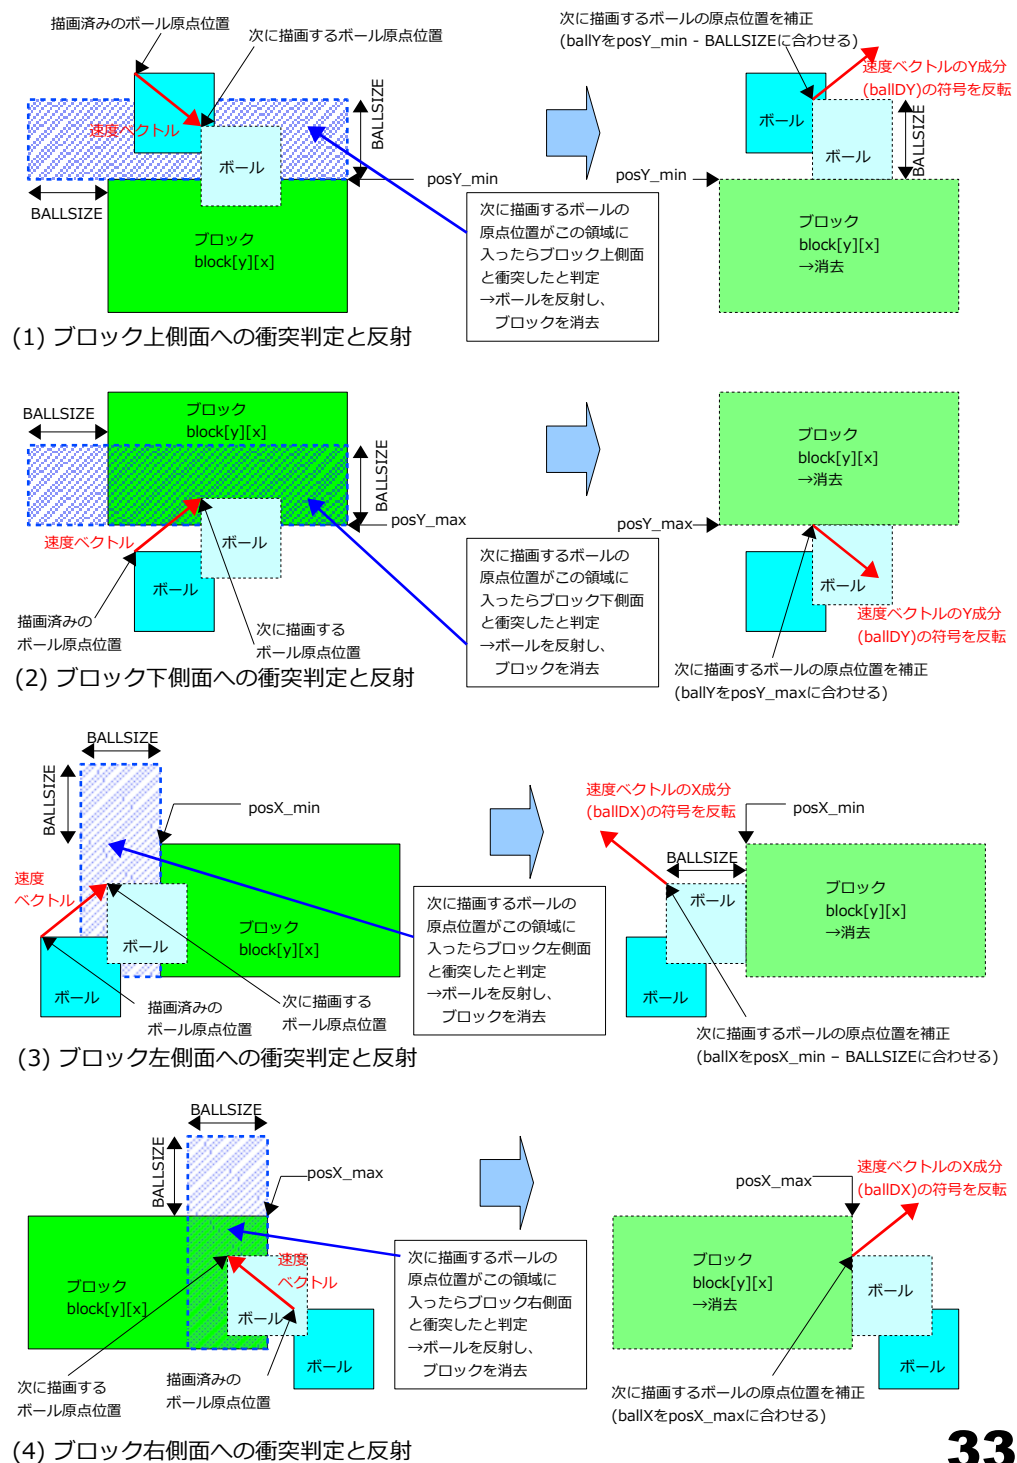 描画済みのボール原点位置
次に描画するボール原点位置
速度ベクトル
BALLSIZE
ボール
posY_min
BALLSIZE
ブロック
block[y][x]
次に描画するボールの
原点位置がこの領域に
入ったらブロック上側面
と衝突したと判定
→ボールを反射し、
ブロックを消去
次に描画するボールの原点位置を補正
(ballYをposY_min - BALLSIZEに合わせる)
速度ベクトルのY成分
(ballDY)の符号を反転
ボール
ボール
BALLSIZE
posY_min
ブロック
block[y][x]
→消去
(1) ブロック上側面への衝突判定と反射
BALLSIZE
ブロック
block[y][x]
BALLSIZE
posY_max
速度ベクトル
ボール
ボール
描画済みの
ボール原点位置
次に描画する
ボール原点位置
次に描画するボールの
原点位置がこの領域に
入ったらブロック下側面
と衝突したと判定
→ボールを反射し、
ブロックを消去
ブロック
block[y][x]
→消去
posY_max
ボール
速度ベクトルのY成分
(ballDY)の符号を反転
次に描画するボールの原点位置を補正
(ballYをposY_maxに合わせる)
(2) ブロック下側面への衝突判定と反射
BALLSIZE
BALLSIZE
posX_min
速度
ベクトル
ブロック
block[y][x]
ボール
ボール
描画済みの
ボール原点位置
次に描画する
ボール原点位置
次に描画するボールの
原点位置がこの領域に
入ったらブロック左側面
と衝突したと判定
→ボールを反射し、
ブロックを消去
速度ベクトルのX成分
(ballDX)の符号を反転
posX_min
BALLSIZE
ボール
ブロック
block[y][x]
→消去
ボール
次に描画するボールの原点位置を補正
(ballXをposX_min – BALLSIZEに合わせる)
(3) ブロック左側面への衝突判定と反射
BALLSIZE
BALLSIZE
posX_max
速度
ベクトル
ブロック
block[y][x]
ボール
ボール
次に描画する
ボール原点位置
描画済みの
ボール原点位置
次に描画するボールの
原点位置がこの領域に
入ったらブロック右側面
と衝突したと判定
→ボールを反射し、
ブロックを消去
posX_max
速度ベクトルのX成分
(ballDX)の符号を反転
ブロック
block[y][x]
→消去
ボール
ボール
次に描画するボールの原点位置を補正
(ballXをposX_maxに合わせる)
(4) ブロック右側面への衝突判定と反射
33